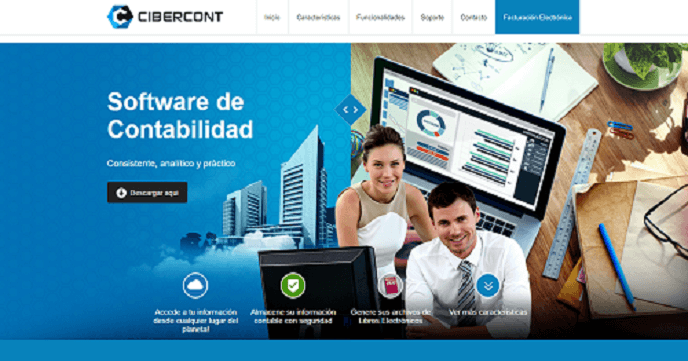 CIBERCONT
Inicio
Características
Funcionalidades
Soporte
Contacto
Facturación Electrónica
Software de
Contabilidad
Consistente, analítico y práctico
Descargar aquí
Accede a tu información
desde cualquier lugar del
planeta!
Almacene su información
contable con seguridad
Genere sus archivos de
Libros Electrónicos
Ver más características